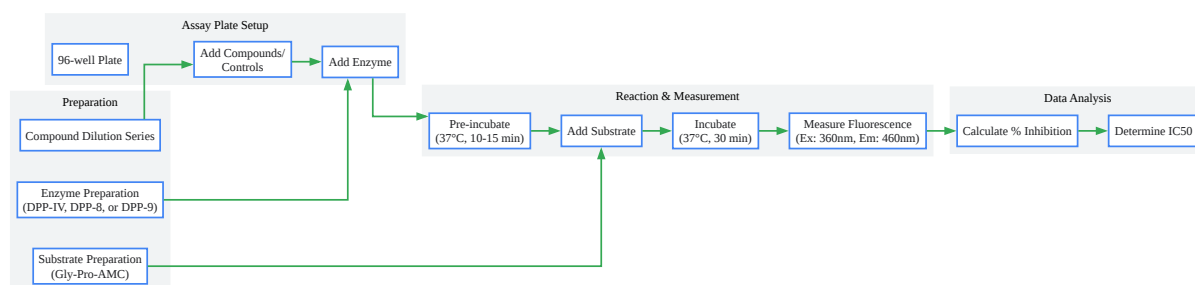 Assay Plate Setup
96-well Plate
Add Compounds/
Controls
Add Enzyme
Preparation
Compound Dilution Series
Enzyme Preparation
(DPP-IV, DPP-8, or DPP-9)
Substrate Preparation
(Gly-Pro-AMC)
Reaction & Measurement
Pre-incubate
(37°C, 10-15 min)
Add Substrate
Incubate
(37°C, 30 min)
Measure Fluorescence
(Ex: 360nm, Em: 460nm)
Data Analysis
Calculate % Inhibition
Determine IC50